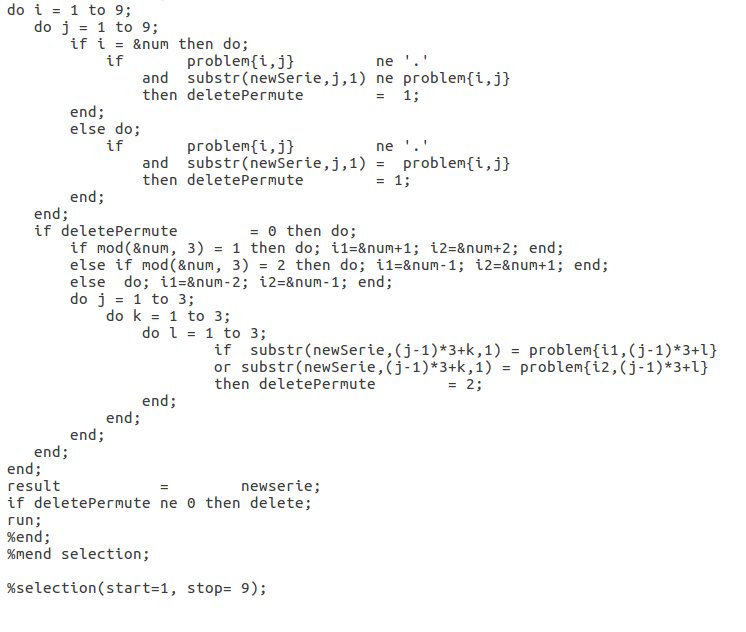 do i = 1 to 9;
   do j = 1 to 9;
       if i = &num then do;
           if       problem{i,j}         ne '.'
               and  substr(newSerie,j,1) ne problem{i,j}
               then deletePermute        =  1;
       end;
       else do;
           if       problem{i,j}         ne '.'
               and  substr(newSerie,j,1) =  problem{i,j}
               then deletePermute        = 1;
       end;
   end;
   if deletePermute        = 0 then do;
       if mod(&num, 3) = 1 then do; i1=&num+1; i2=&num+2; end;
       else if mod(&num, 3) = 2 then do; i1=&num-1; i2=&num+1; end;
       else  do; i1=&num-2; i2=&num-1; end;
       do j = 1 to 3;
           do k = 1 to 3;
               do l = 1 to 3;
                       if  substr(newSerie,(j-1)*3+k,1) = problem{i1,(j-1)*3+l}
                       or substr(newSerie,(j-1)*3+k,1) = problem{i2,(j-1)*3+l}
                       then deletePermute        = 2;
               end;
           end;
       end;
   end;
end;
result           =        newserie;
if deletePermute ne 0 then delete;
run;
%end;
%mend selection;

%selection(start=1, stop= 9);